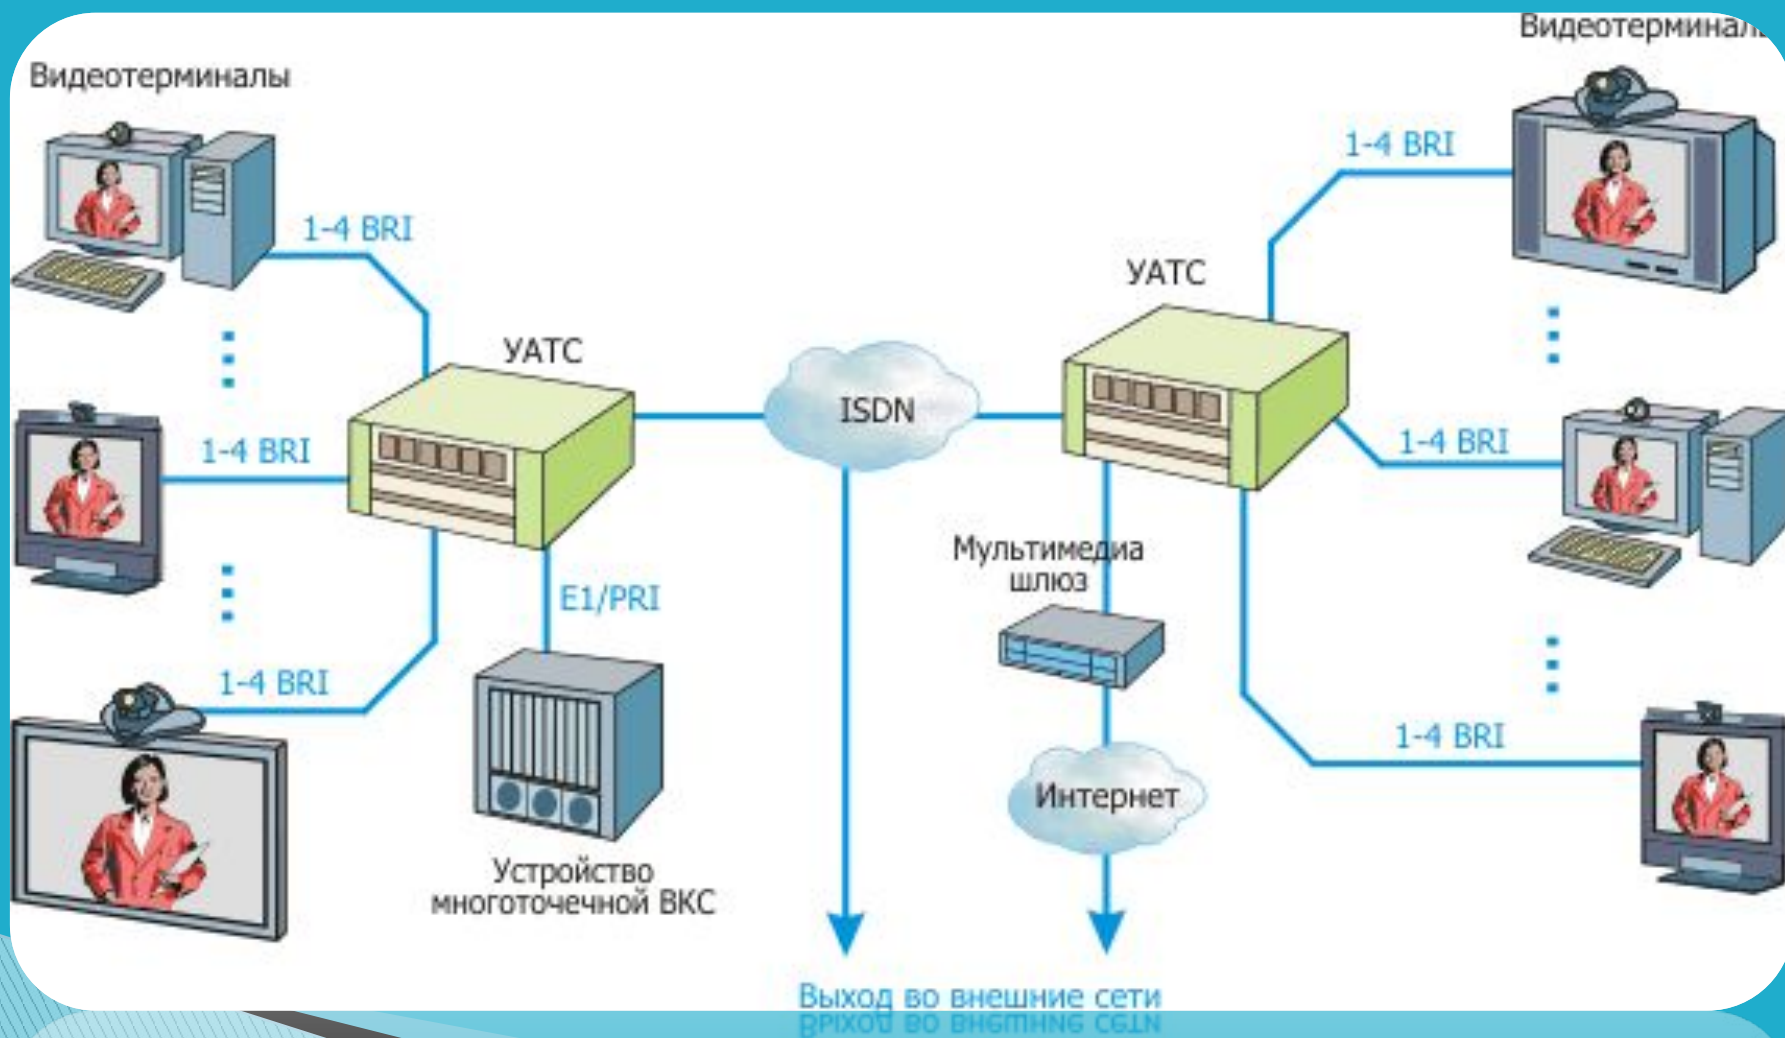 Видеотерминалы
Видеотерминалы
1-4 BRI
1-4 BRI
УАТС
УАТС
ISDN
1-4 BRI
1-4 BRI
Мультимедиа
шлюз
E1/PRI
1-4 BRI
1-4 BRI
Интернет
Устройство
многоточечной ВКС
Выход во внешние сети